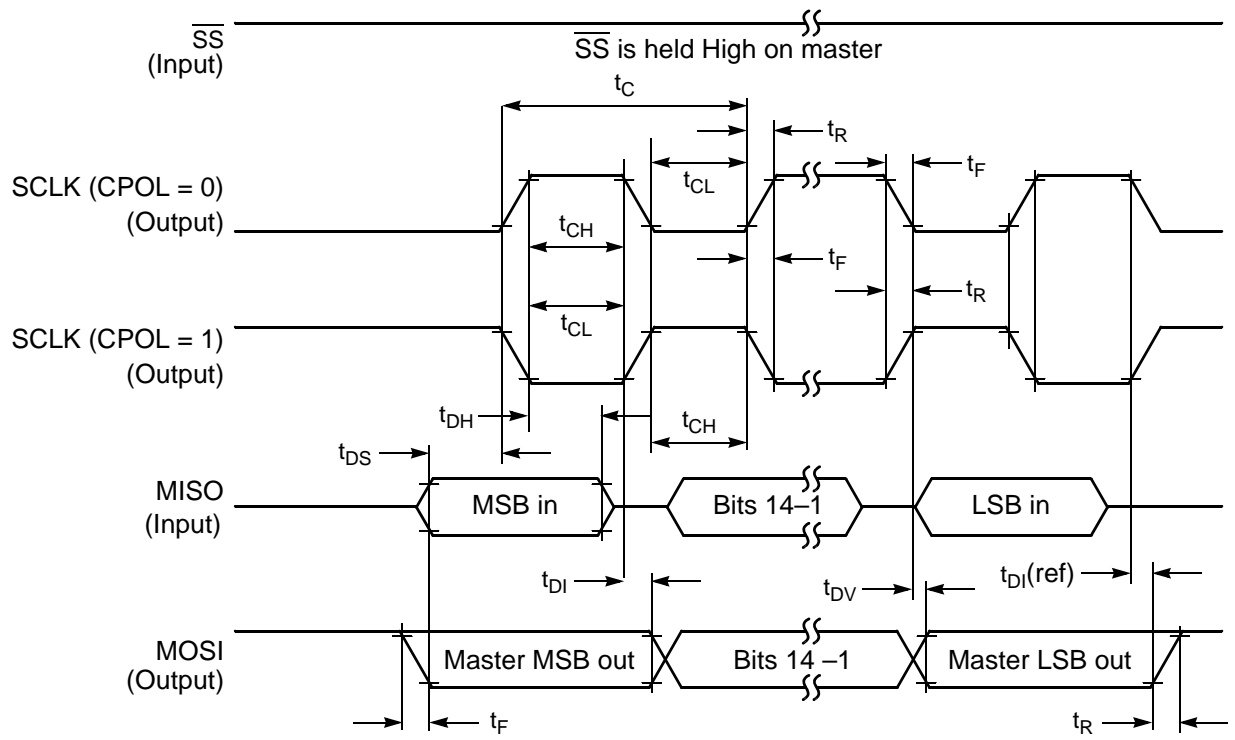 SS
(Input)
SS is held High on master
tC
tR
tF
SCLK (CPOL = 0)
(Output)
tCL
tCH
tF
tR
SCLK (CPOL = 1)
(Output)
tCL
tDH
tCH
tDS
MISO
(Input)
MSB in
Bits 14–1
LSB in
tDI
tDV
tDI(ref)
MOSI
(Output)
Master MSB out
Bits 14 –1
Master LSB out
tF
tR